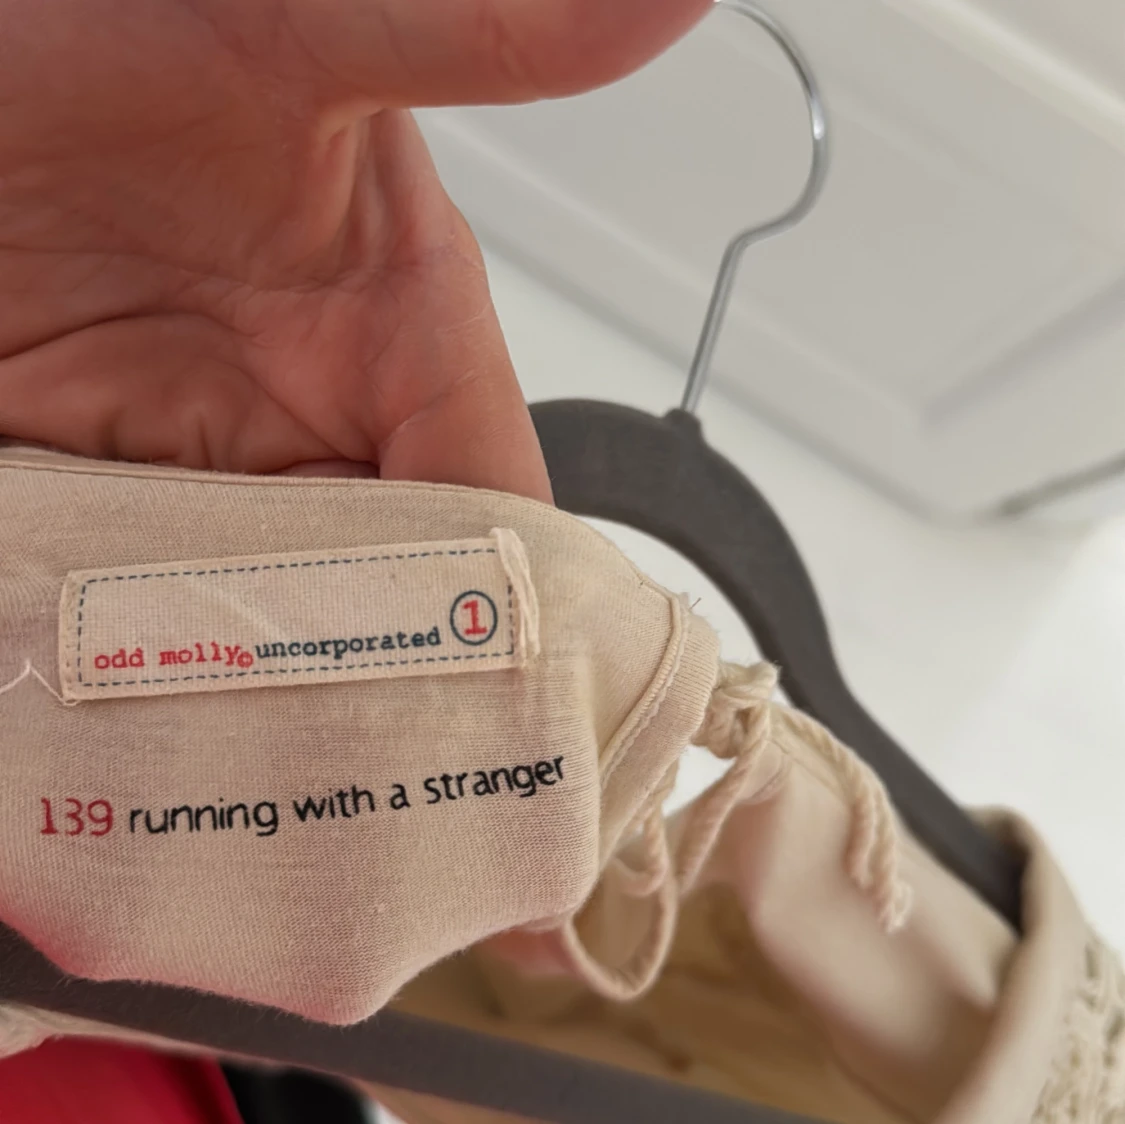 odd molly uncorporated 1
139 running with a stranger